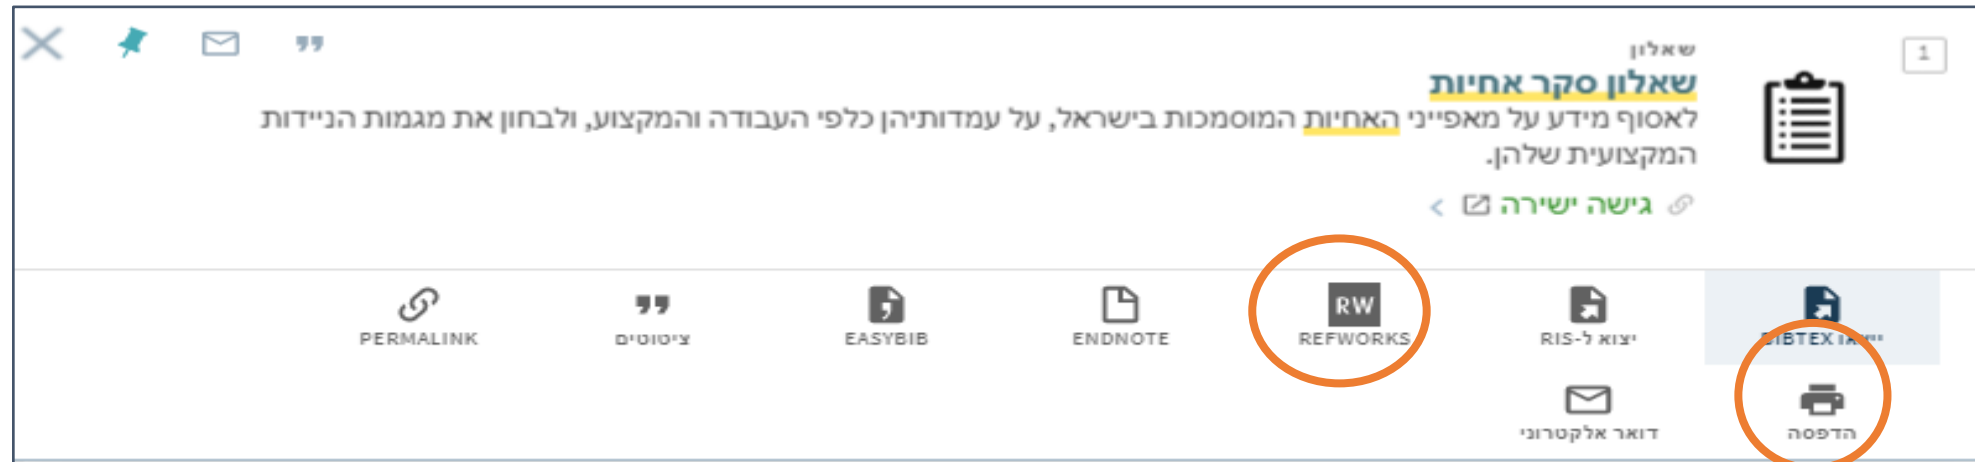 1
שאלון
שאלון סקר אחיות
לאסוף מידע על מאפייני האחיות המוסמכות בישראל, על עמדותיהן כלפי העבודה והמקצוע, ולבחון את מגמות הניידות
המקצועית שלהן.
גישה ישירה
BIBTEX
יצוא ל-RIS
RW
REFWORKS
ENDNOTE
EASYBIB
ציטוטים
PERMALINK
הדפסה
דואר אלקטרוני